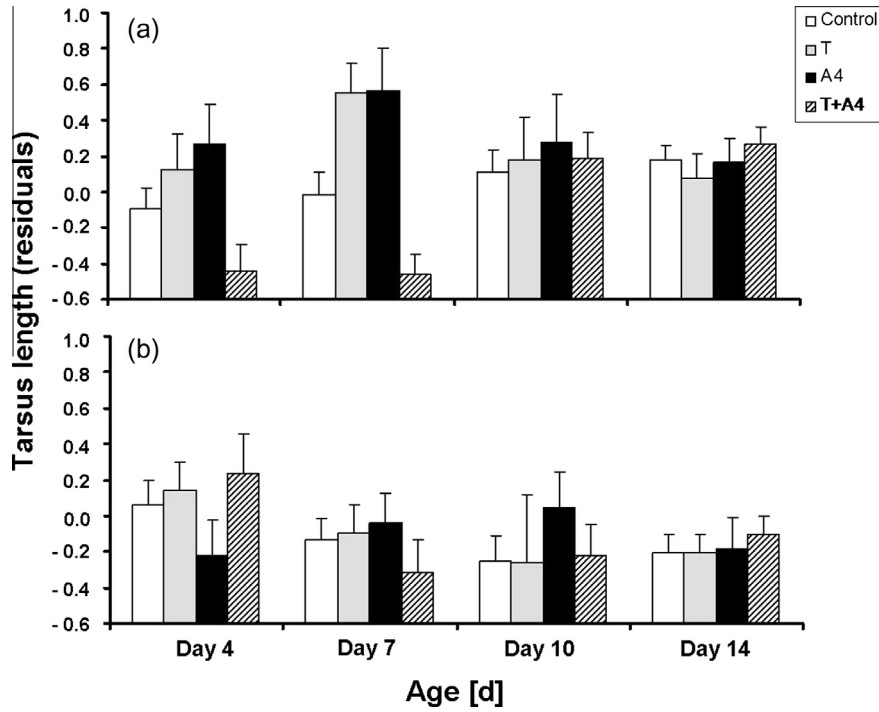 (a)
Control
T
A4
T+A4
Tarsus length (residuals)
1.0
0.8
0.6
0.4
0.2
0.0
- 0.2
- 0.4
- 0.6
(b)
1.0
0.8
0.6
0.4
0.2
0.0
- 0.2
- 0.4
- 0.6
Day 4 Day 7 Day 10 Day 14
Age [d]